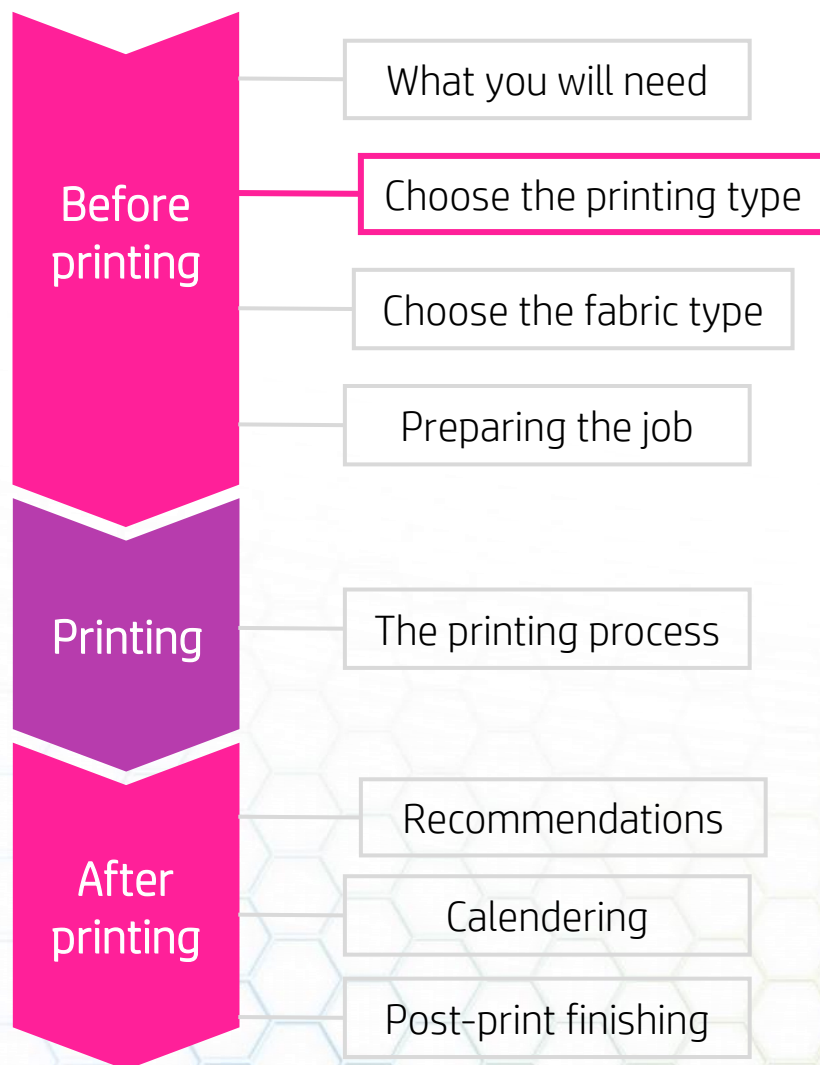 What you will need
Before
printing
Choose the printing type
Choose the fabric type
Preparing the job
Printing
The printing process
After
printing
Recommendations
Calendering
Post-print finishing